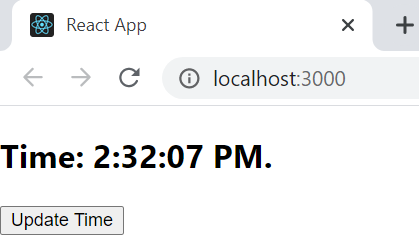 React App
localhost:3000
Time: 2:32:07 PM.
Update Time